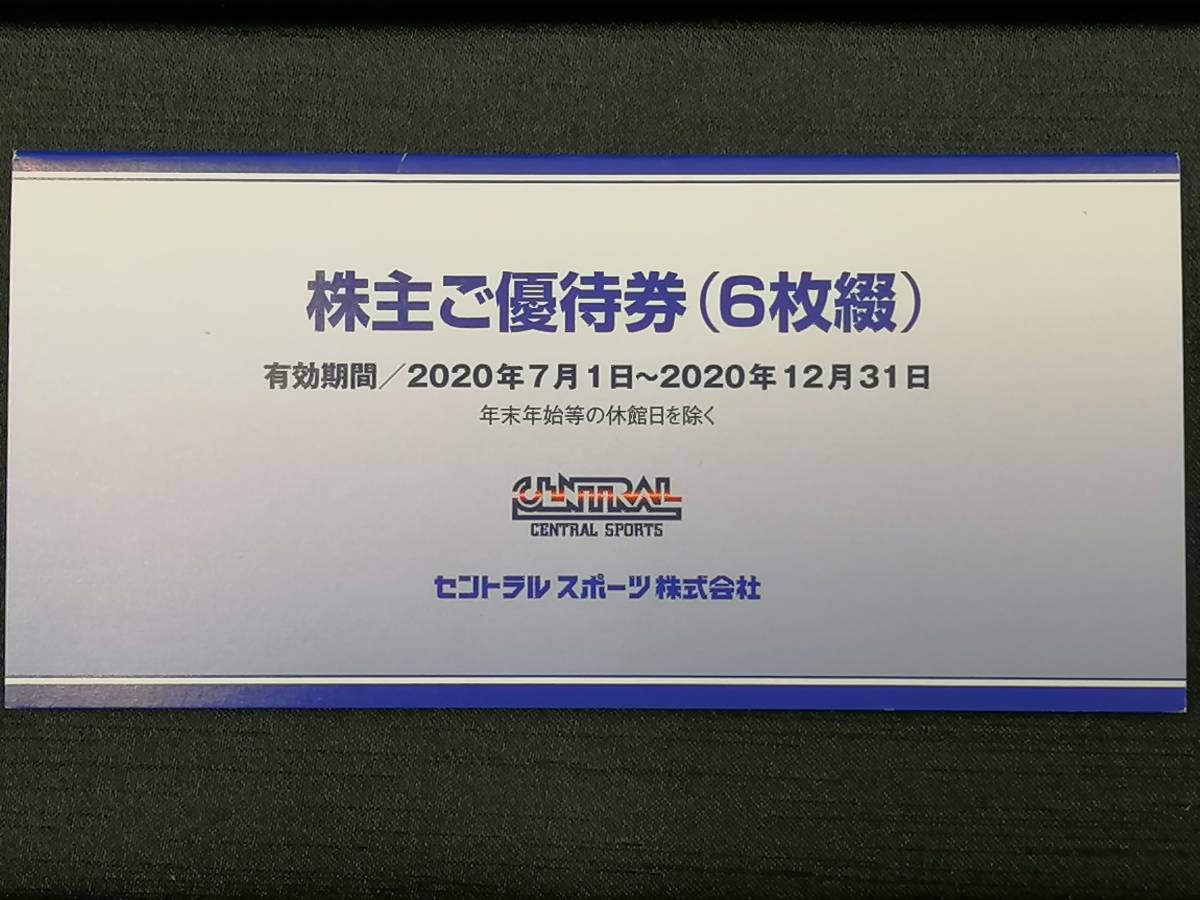 株主ご優待券（6枚綴）
有効期間／2020年7月1日～2020年12月31日
年末年始等の休館日を除く
CENTRAL
CENTRAL SPORTS
セントラルスポーツ株式会社